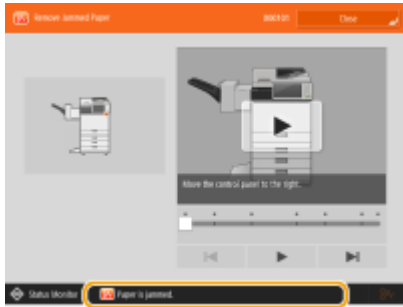 Remove Jammed Paper
Close
Move the control panel to the right.
Status Monitor
Paper is jammed.